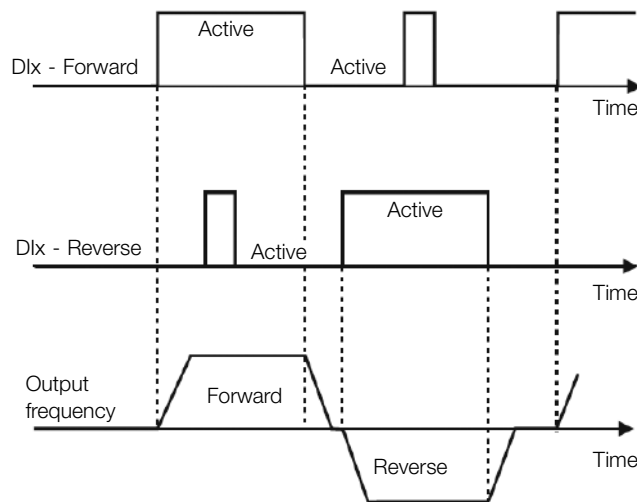 Active
Active
DIx - Forward
Time
Active
Active
DIx - Reverse
Time
Output
frequency
Forward
Time
Reverse